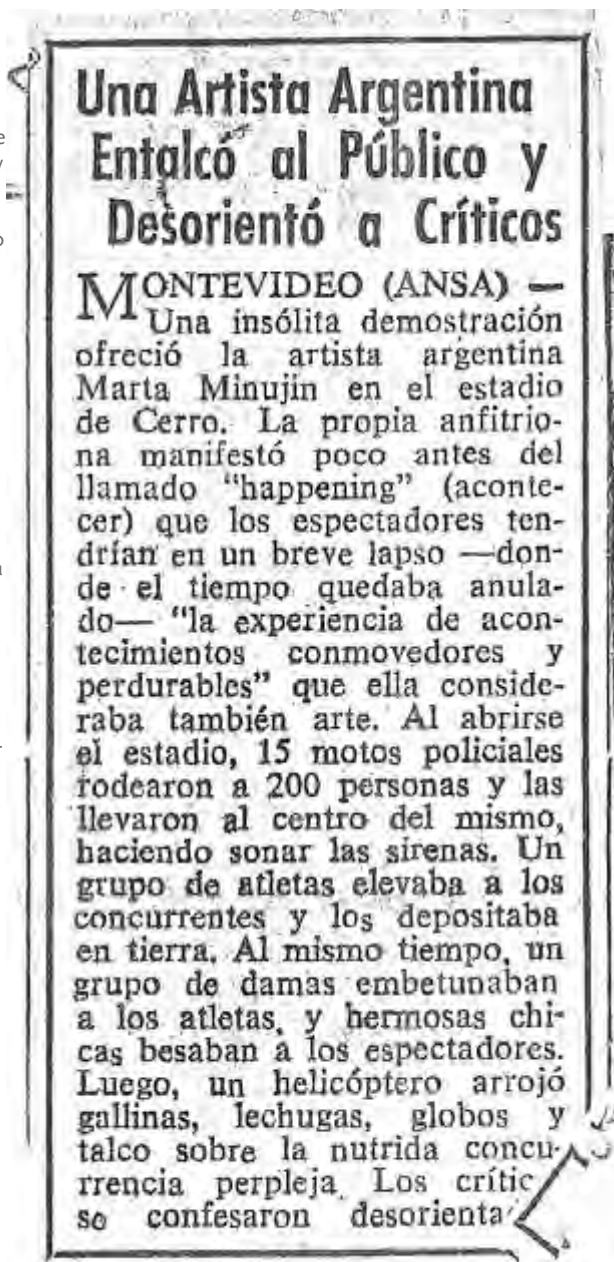 Una Artista Argentina
Entalcó al Público y
Desorientó a Críticos
MONTEVIDEO (ANSA) —
Una insólita demostración
ofreció la artista argentina
Marta Minujin en el estadio
de Cerro. La propia anfitrio-
na manifestó poco antes del
llamado "happening" (aconte-
cer) que los espectadores ten-
drían en un breve lapso —don-
de el tiempo quedaba anula-
do— "la experiencia de acon-
tecimientos conmovedores y
perdurables" que ella conside-
raba también arte. Al abrirse
el estadio, 15 motos policiales
rodearon a 200 personas y las
llevaron al centro del mismo,
haciendo sonar las sirenas. Un
grupo de atletas elevaba a los
concurrentes y los depositaba
en tierra. Al mismo tiempo, un
grupo de damas embetunaban
a los atletas, y hermosas chi-
cas besaban a los espectadores.
Luego, un helicóptero arrojó
gallinas, lechugas, globos y
talco sobre la nutrida concu-
rrencia perpleja. Los crític
se confesaron desorienta